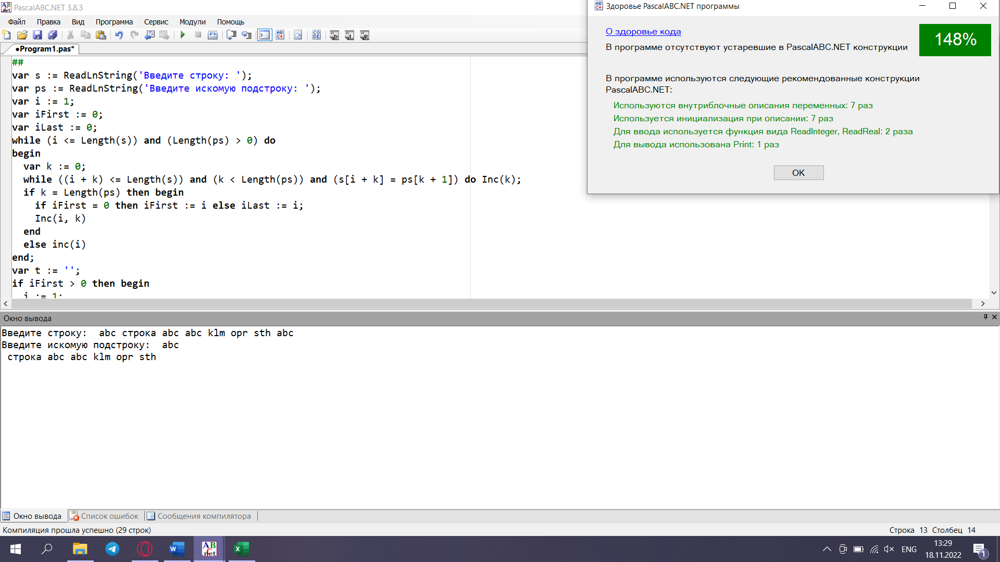 PascalABC.NET 3.8.3
Файл Правка Вид Программа Сервис Модули Помощь
●Program1.pas*
##
var s := ReadLnString('Введите строку: ');
var ps := ReadLnString('Введите искомую подстроку: ');
var i := 1;
var iFirst := 0;
var iLast := 0;
while (i <= Length(s)) and (Length(ps) > 0) do
begin
var k := 0;
while ((i + k) <= Length(s)) and (k < Length(ps)) and (s[i + k] = ps[k + 1]) do Inc(k);
if k = Length(ps) then begin
if iFirst = 0 then iFirst := i else iLast := i;
Inc(i, k)
end
else inc(i)
end;
var t := '';
if iFirst > 0 then begin
i := 1;
Здоровье PascalABC.NET программы
О здоровье кода
148%
В программе отсутствуют устаревшие в PascalABC.NET конструкции
В программе используются следующие рекомендованные конструкции
PascalABC.NET:
Используются внутриблочные описания переменных: 7 раз
Используется инициализация при описании: 7 раз
Для ввода используется функция вида ReadInteger, ReadReal: 2 раза
Для вывода использована Print: 1 раз
OK
Окно вывода
Введите строку:  abc строка abc abc klm opr sth abc
Введите искомую подстроку:  abc
строка abc abc klm opr sth
Окно вывода Список ошибок Сообщения компилятора
Компиляция прошла успешно (29 строк)
Строка 13 Столбец 14
ENG
13:29
18.11.2022
1